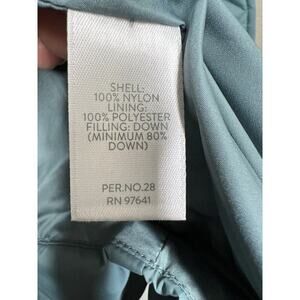 SHELL:
100% NYLON
LINING:
100% POLYESTER
FILLING: DOWN
(MINIMUM 80%
DOWN)
PER.NO.28
RN 97641